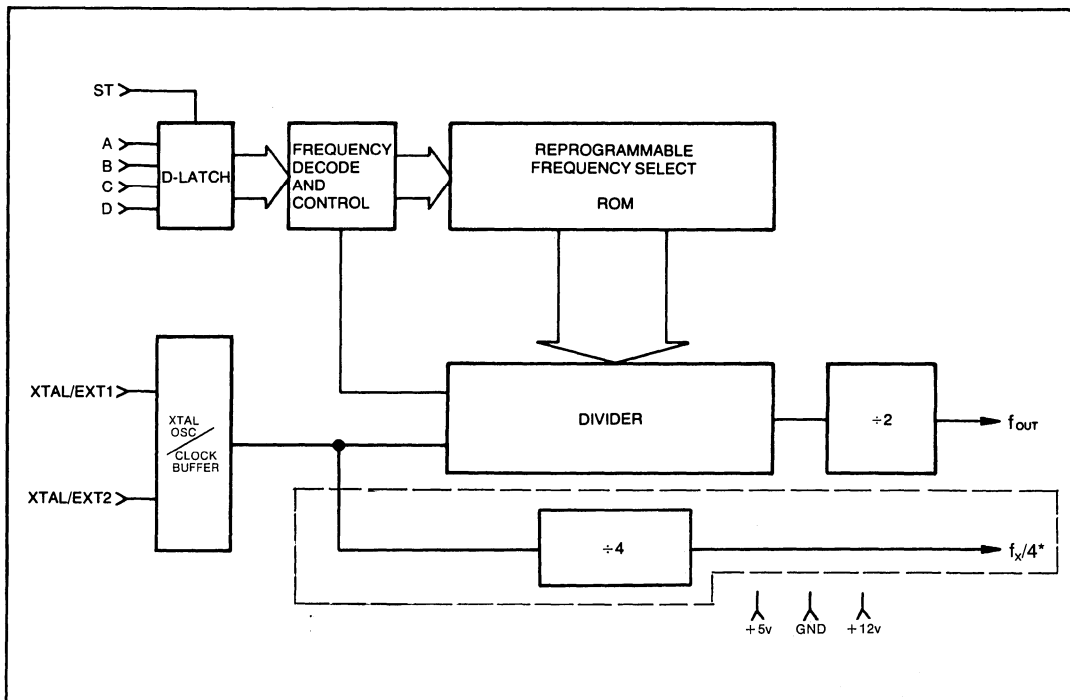 ST
A
B
C
D
D-LATCH
FREQUENCY
DECODE
AND
CONTROL
REPROGRAMMABLE
FREQUENCY SELECT
ROM
XTAL/EXT1
XTAL/EXT2
XTAL
OSC
CLOCK
BUFFER
DIVIDER
÷2
fOUT
÷4
fX/4*
+5v
GND
+12v